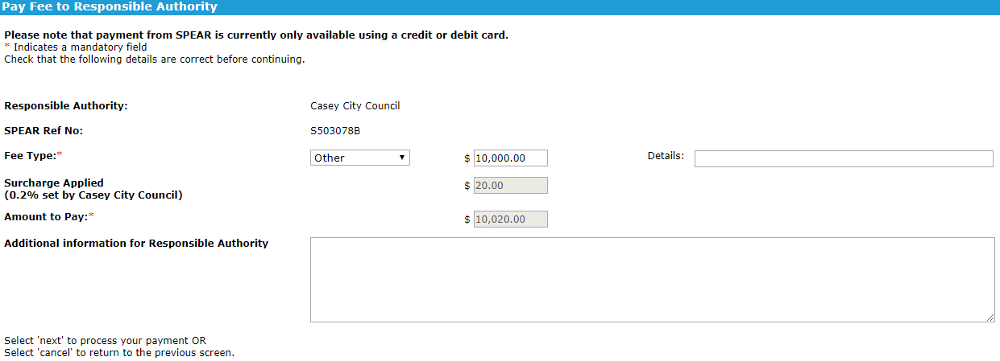 Pay Fee to Responsible Authority
Please note that payment from SPEAR is currently only available using a credit or debit card.
* Indicates a mandatory field
Check that the following details are correct before continuing.
Responsible Authority: Casey City Council
SPEAR Ref No: S503078B
Fee Type:* Other $ 10,000.00 Details:
Surcharge Applied
(0.2% set by Casey City Council) $ 20.00
Amount to Pay:* $ 10,020.00
Additional information for Responsible Authority
Select 'next' to process your payment OR
Select 'cancel' to return to the previous screen.